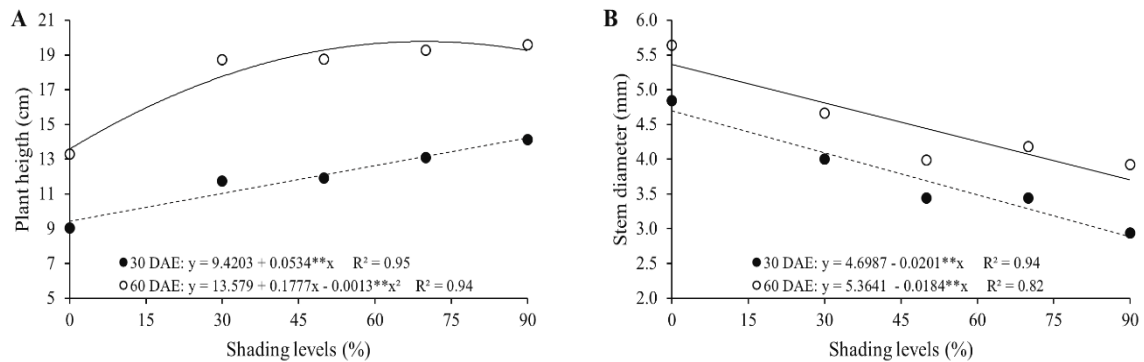 A
Plant heigth (cm)
21
19
17
15
13
11
9
7
5
30 DAE: y = 9.4203 + 0.0534**x R² = 0.95
60 DAE: y = 13.579 + 0.1777x - 0.0013**x² R² = 0.94
0 15 30 45 60 75 90
Shading levels (%)
B
Stem diameter (mm)
6.0
5.5
5.0
4.5
4.0
3.5
3.0
2.5
2.0
30 DAE: y = 4.6987 - 0.0201**x R² = 0.94
60 DAE: y = 5.3641 - 0.0184**x R² = 0.82
0 15 30 45 60 75 90
Shading levels (%)